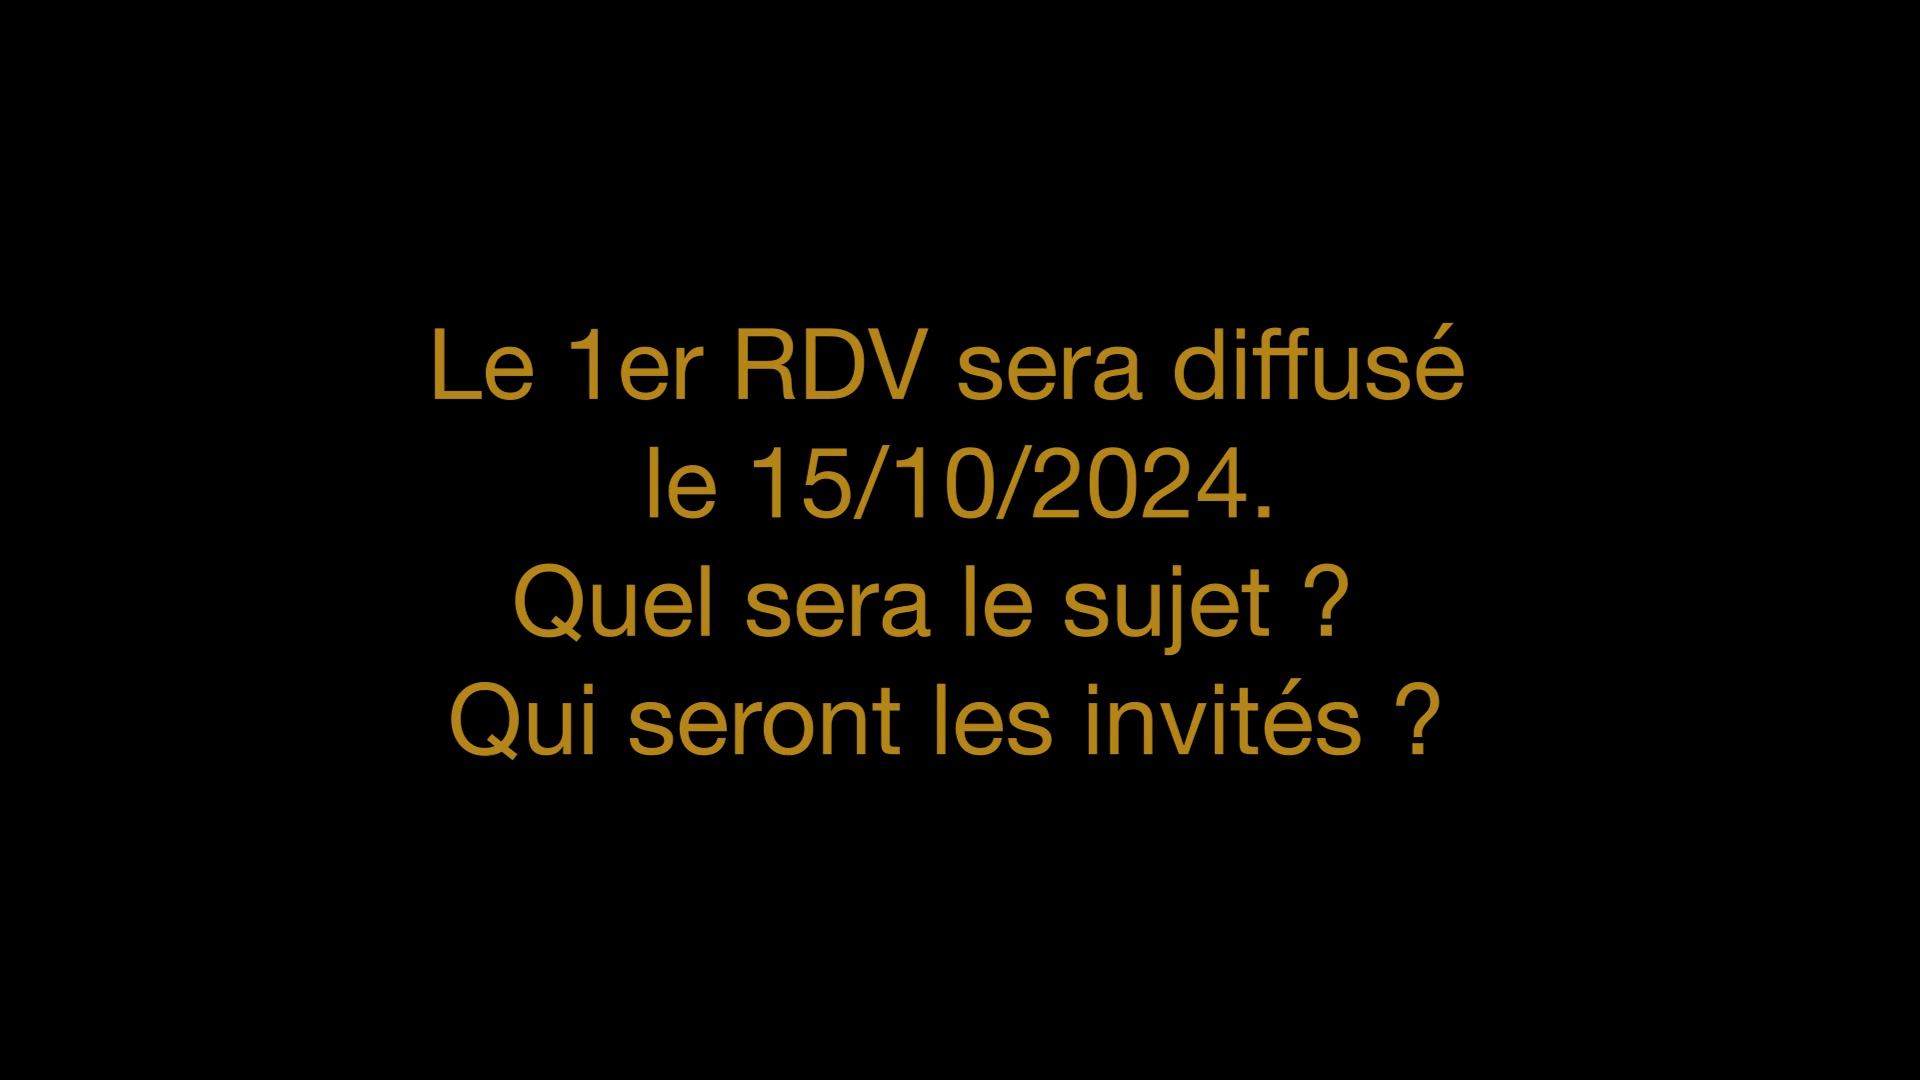 Le 1er RDV sera diffusé
le 15/10/2024.
Quel sera le sujet ?
Qui seront les invités ?